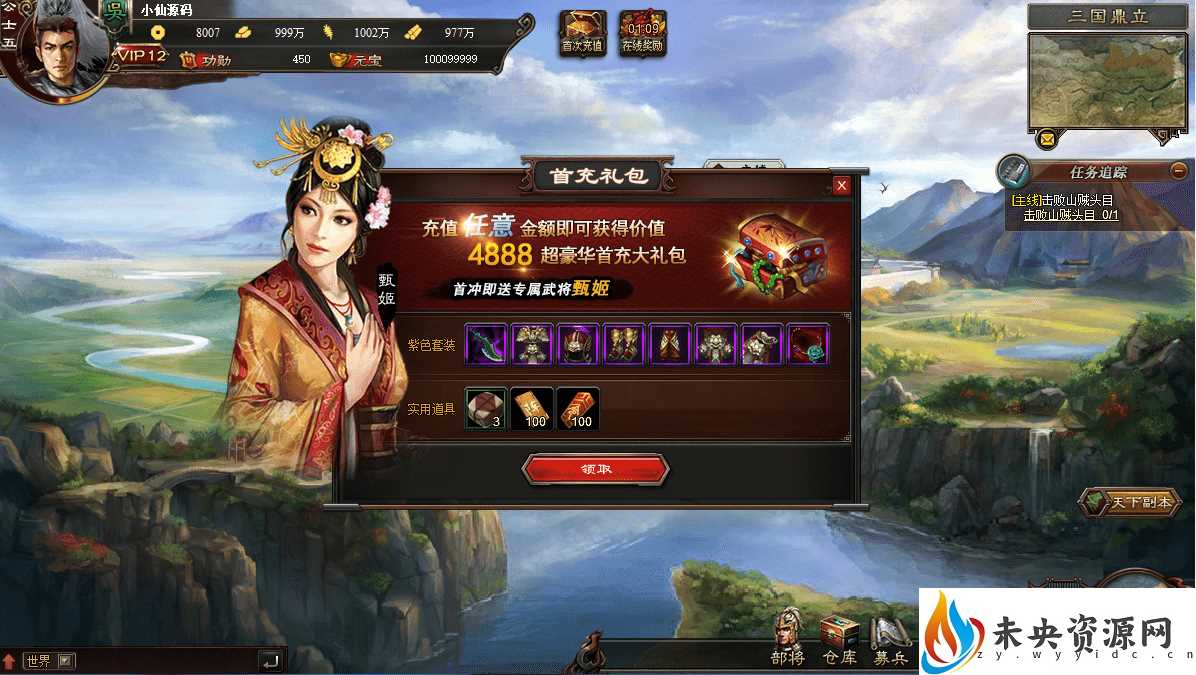 公士五
吳
小仙源码
8007
999万
1002万
977万
VIP 12
功勋
450
元宝
100099999
首次充值
01:09
在线奖励
三国鼎立
任务追踪
[主线]击败山贼头目
击败山贼头目 0/1
首充礼包
X
充值 任意 金额即可获得价值
4888 超豪华首充大礼包
首冲即送专属武将甄姬
甄姬
紫色套装
实用道具
3
100
100
领取
天下副本
世界
部将
仓库
募兵
未央资源网
zy.wyyidc.cn